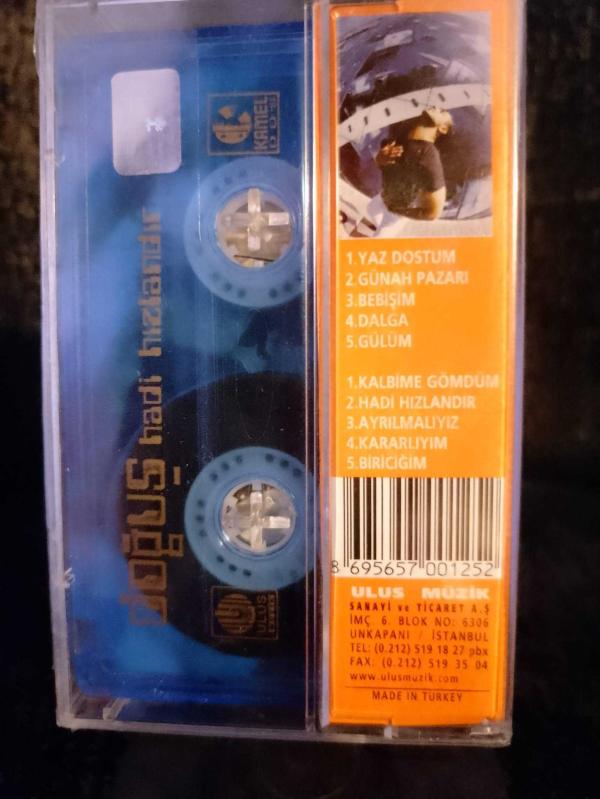 doğuş hadi hızlandır
KAMEL
ULUS
1.YAZ DOSTUM
2.GÜNAH PAZARI
3.BEBİŞİM
4.DALGA
5.GÜLÜM
1.KALBİME GÖMDÜM
2.HADİ HIZLANDIR
3.AYRILMALIYIZ
4.KARARLIYIM
5.BİRİCİĞİM
8 695657 001252
ULUS MÜZİK
SANAYİ ve TİCARET A.Ş
İMÇ 6. BLOK NO: 6306
UNKAPANI / İSTANBUL
TEL: (0.212) 519 18 27 pbx
FAX: (0.212) 519 35 04
www.ulusmuzik.com
MADE IN TURKEY